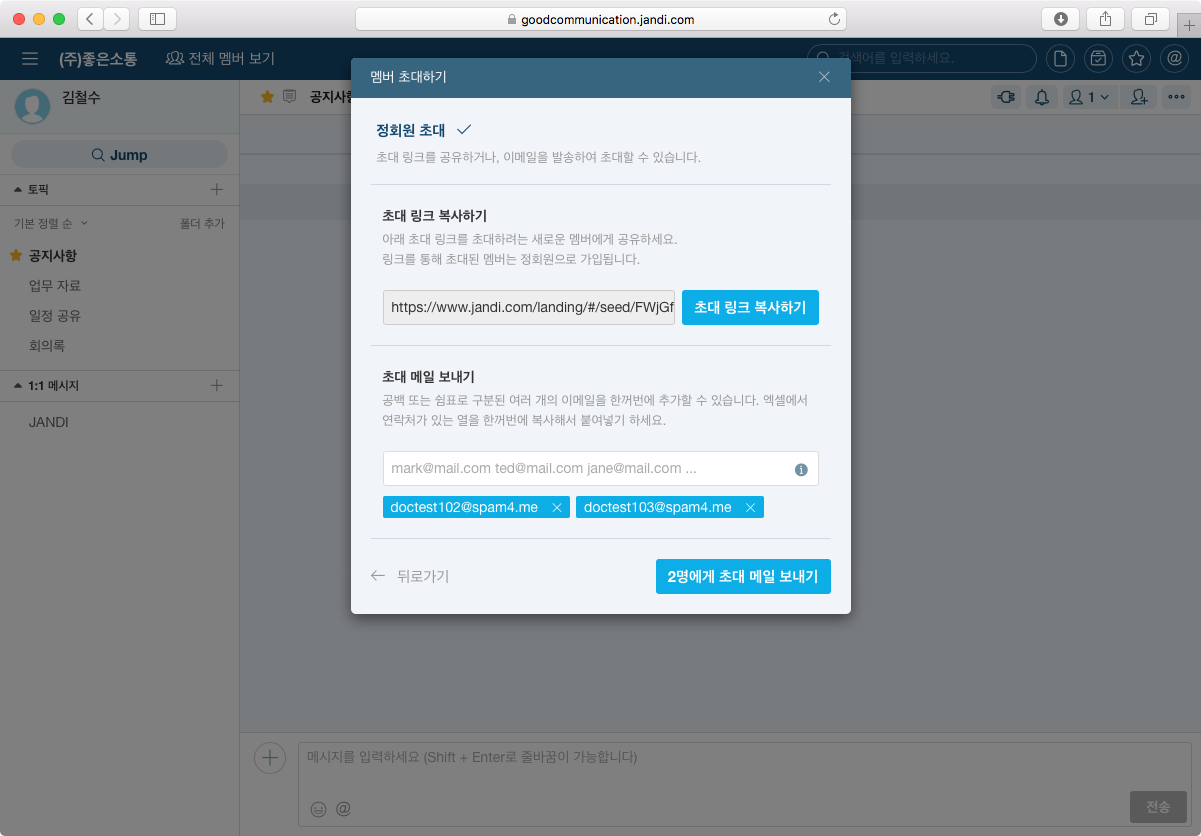 goodcommunication.jandi.com
(주)좋은소통
전체 멤버 보기
검색어를 입력하세요.
@
김철수
Jump
토픽
기본 정렬 순
폴더 추가
공지사항
업무 자료
일정 공유
회의록
1:1 메시지
JANDI
1
멤버 초대하기
정회원 초대
초대 링크를 공유하거나, 이메일을 발송하여 초대할 수 있습니다.
초대 링크 복사하기
아래 초대 링크를 초대하려는 새로운 멤버에게 공유하세요.
링크를 통해 초대된 멤버는 정회원으로 가입됩니다.
https://www.jandi.com/landing/#/seed/FWjGf
초대 링크 복사하기
초대 메일 보내기
공백 또는 쉼표로 구분된 여러 개의 이메일을 한꺼번에 추가할 수 있습니다. 엑셀에서
연락처가 있는 열을 한꺼번에 복사해서 붙여넣기 하세요.
mark@mail.com ted@mail.com jane@mail.com ...
doctest102@spam4.me
doctest103@spam4.me
뒤로가기
2명에게 초대 메일 보내기
메시지를 입력하세요 (Shift + Enter로 줄바꿈이 가능합니다)
@
전송